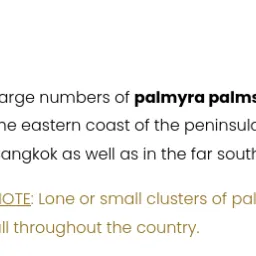 arge numbers of palmyra palms
he eastern coast of the peninsula
angkok as well as in the far south
NOTE: Lone or small clusters of pal
ll throughout the country.